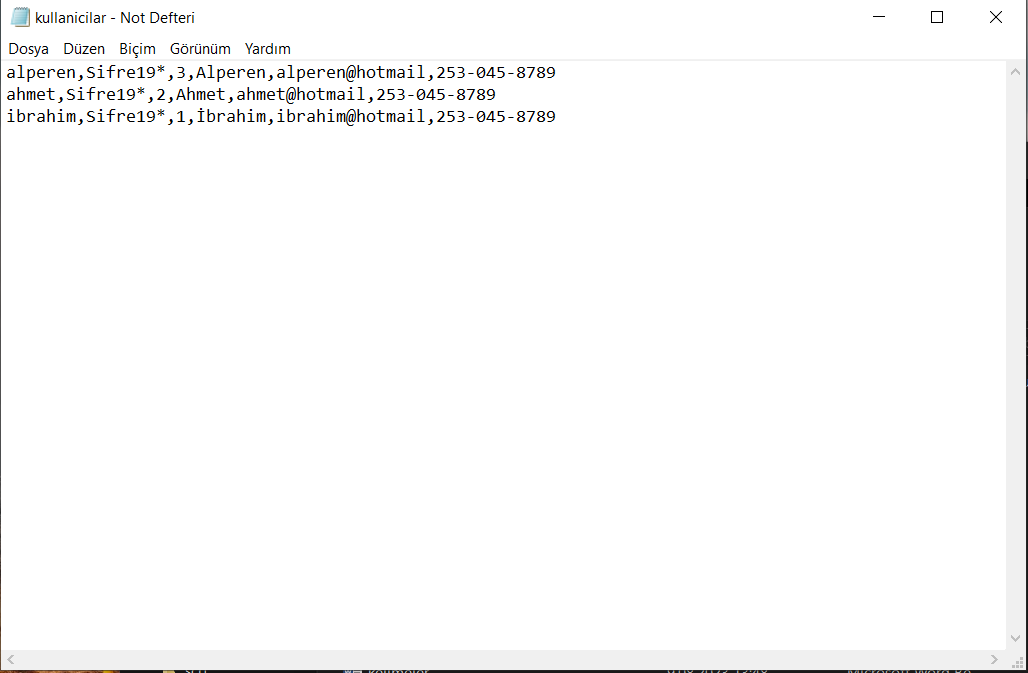 kullanicilar - Not Defteri
Dosya Düzen Biçim Görünüm Yardım
alperen,Sifre19*,3,Alperen,alperen@hotmail,253-045-8789
ahmet,Sifre19*,2,Ahmet,ahmet@hotmail,253-045-8789
ibrahim,Sifre19*,1,İbrahim,ibrahim@hotmail,253-045-8789